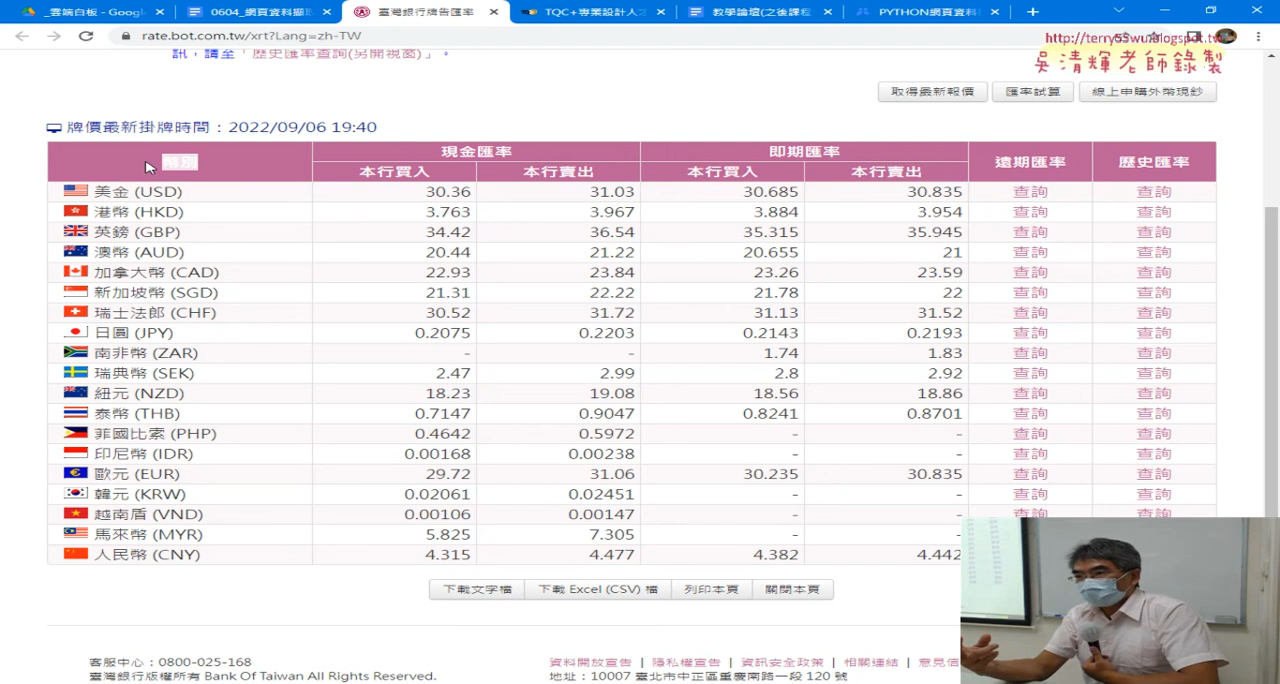 _雲端白板 - Goog
0604_網頁資料擷
臺灣銀行牌告匯率
TQC+專業設計人才
教學論壇(之後課程
PYTHON網頁資料
rate.bot.com.tw/xrt?Lang=zh-TW
http://terry55wu.blogspot.tw
吳清輝老師錄製
訊，請至「歷史匯率查詢(另開視窗)」。
取得最新報價 匯率試算 線上申購外幣現鈔
牌價最新掛牌時間：2022/09/06 19:40
幣別 現金匯率 即期匯率 遠期匯率 歷史匯率
本行買入 本行賣出 本行買入 本行賣出
美金 (USD) 30.36 31.03 30.685 30.835 查詢 查詢
港幣 (HKD) 3.763 3.967 3.884 3.954 查詢 查詢
英鎊 (GBP) 34.42 36.54 35.315 35.945 查詢 查詢
澳幣 (AUD) 20.44 21.22 20.655 21 查詢 查詢
加拿大幣 (CAD) 22.93 23.84 23.26 23.59 查詢 查詢
新加坡幣 (SGD) 21.31 22.22 21.78 22 查詢 查詢
瑞士法郎 (CHF) 30.52 31.72 31.13 31.52 查詢 查詢
日圓 (JPY) 0.2075 0.2203 0.2143 0.2193 查詢 查詢
南非幣 (ZAR) - - 1.74 1.83 查詢 查詢
瑞典幣 (SEK) 2.47 2.99 2.8 2.92 查詢 查詢
紐元 (NZD) 18.23 19.08 18.56 18.86 查詢 查詢
泰幣 (THB) 0.7147 0.9047 0.8241 0.8701 查詢 查詢
菲國比索 (PHP) 0.4642 0.5972 - - 查詢 查詢
印尼幣 (IDR) 0.00168 0.00238 - - 查詢 查詢
歐元 (EUR) 29.72 31.06 30.235 30.835 查詢 查詢
韓元 (KRW) 0.02061 0.02451 - - 查詢 查詢
越南盾 (VND) 0.00106 0.00147 - - 查詢 查詢
馬來幣 (MYR) 5.825 7.305 - -
人民幣 (CNY) 4.315 4.477 4.382 4.442
下載文字檔 下載 Excel (CSV) 檔 列印本頁 關閉本頁
客服中心：0800-025-168
資料開放宣告 | 隱私權宣告 | 資訊安全政策 | 相關連結 | 意見信
臺灣銀行版權所有 Bank Of Taiwan All Rights Reserved.
地址：10007 臺北市中正區重慶南路一段 120 號